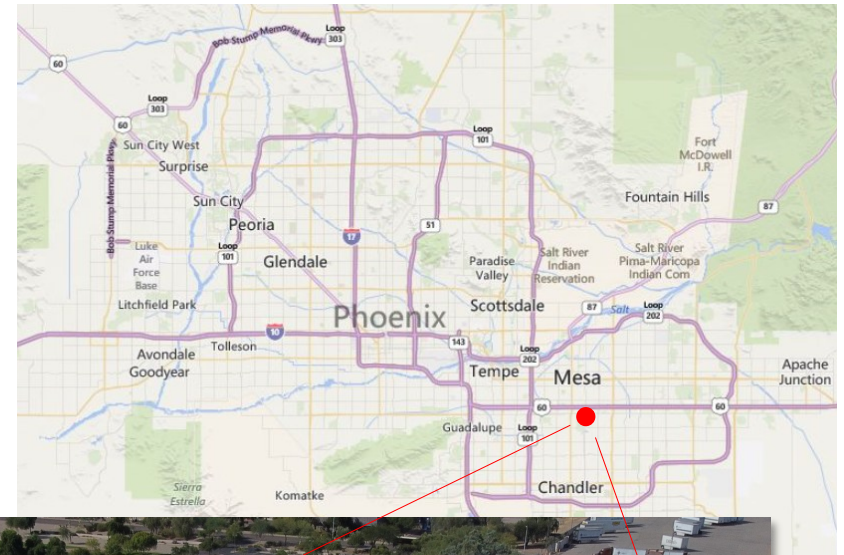 Loop
303
Bob Stump Memorial Pkwy
60
Loop
303
60
Sun City West
Surprise
Bob Stump Memorial Pkwy
Loop
101
Fort
McDowell
I.R.
Sun City
Fountain Hills
87
Peoria
51
17
Luke
Air
Force
Base
Loop
101
Glendale
Paradise
Valley
Salt River
Indian
Reservation
Salt River
Pima-Maricopa
Indian Com
Litchfield Park
Scottsdale
87
Salt
Loop
202
Phoenix
10
Tolleson
143
Avondale
Goodyear
Loop
202
Tempe
Mesa
Apache
Junction
60
60
Guadalupe
Loop
101
Sierra
Estrella
Komatke
Chandler